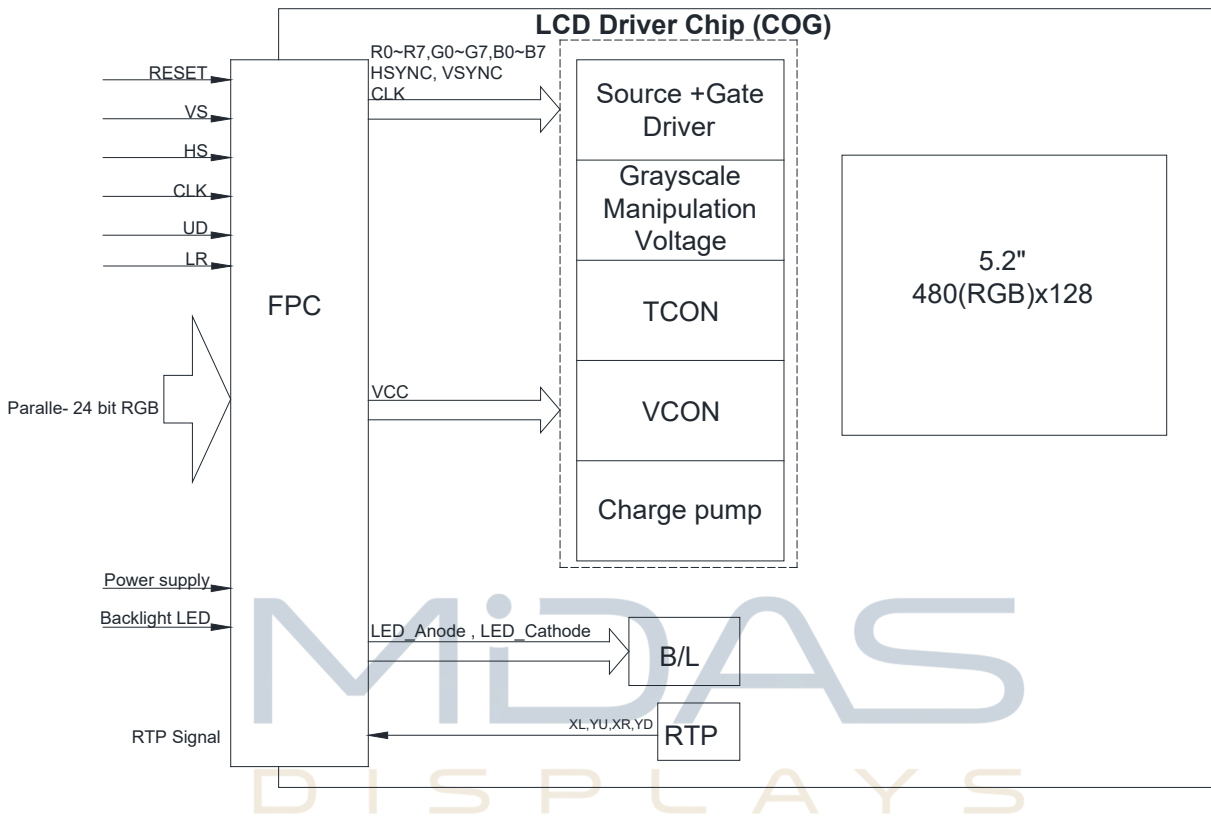 LCD Driver Chip (COG)
R0~R7,G0~G7,B0~B7
HSYNC, VSYNC
CLK
RESET
VS
HS
CLK
UD
LR
FPC
Paralle- 24 bit RGB
VCC
Source +Gate
Driver
Grayscale
Manipulation
Voltage
TCON
VCON
Charge pump
5.2"
480(RGB)x128
Power supply
Backlight LED
LED_Anode , LED_Cathode
B/L
XL,YU,XR,YD
RTP
RTP Signal
MiDAS
DISPLAYS